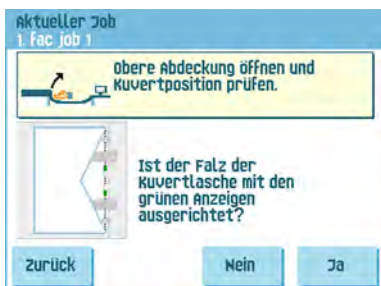 Aktueller Job
1. Fac job 1
Obere Abdeckung öffnen und
Kuvertposition prüfen.
Ist der Falz der
Kuvertlasche mit den
grünen Anzeigen
ausgerichtet?
Zurück
Nein
Ja